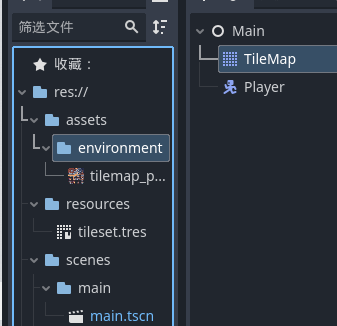 筛选文件
收藏：
res://
assets
environment
tilemap_p...
resources
tileset.tres
scenes
main
main.tscn
Main
TileMap
Player